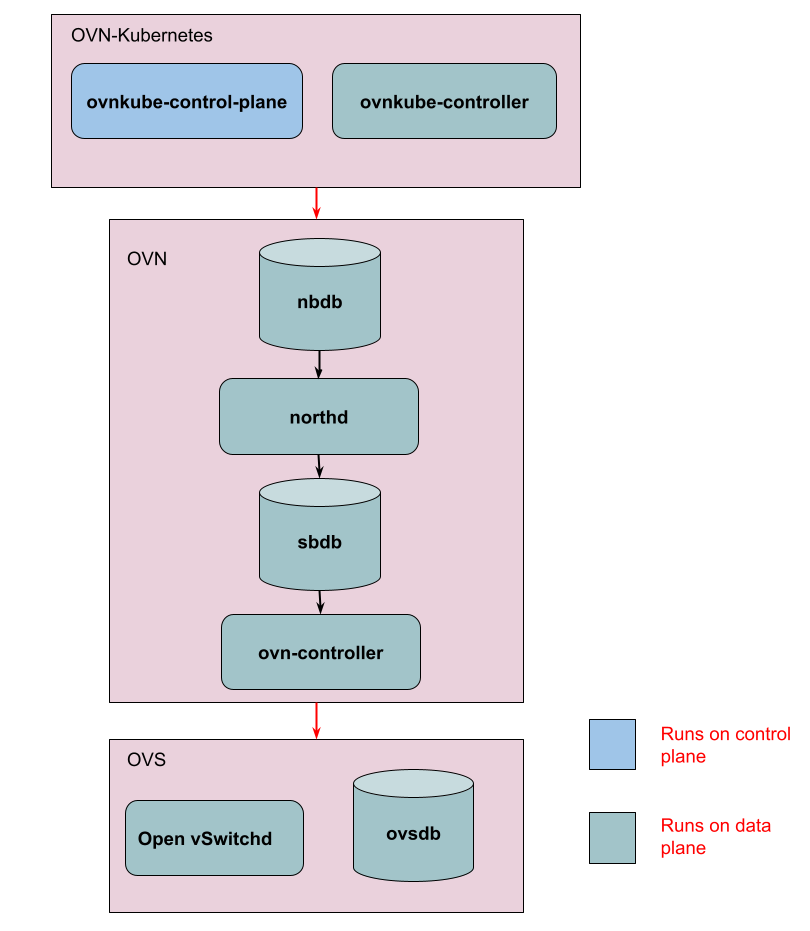 OVN-Kubernetes
ovnkube-control-plane
ovnkube-controller
OVN
nbdb
northd
sbdb
ovn-controller
OVS
Open vSwitchd
ovsdb
Runs on control
plane
Runs on data
plane